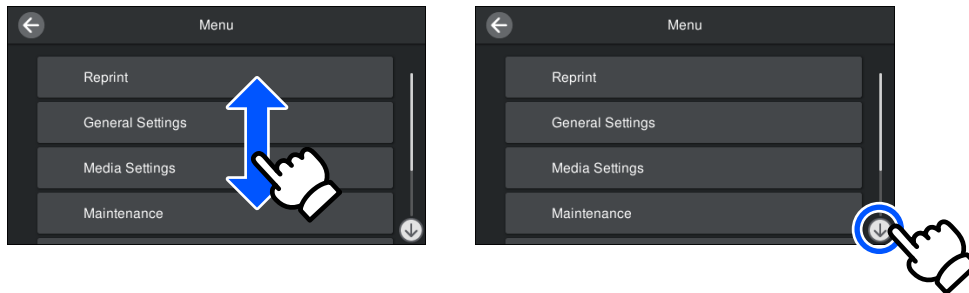 Menu
Reprint
General Settings
Media Settings
Maintenance
Menu
Reprint
General Settings
Media Settings
Maintenance